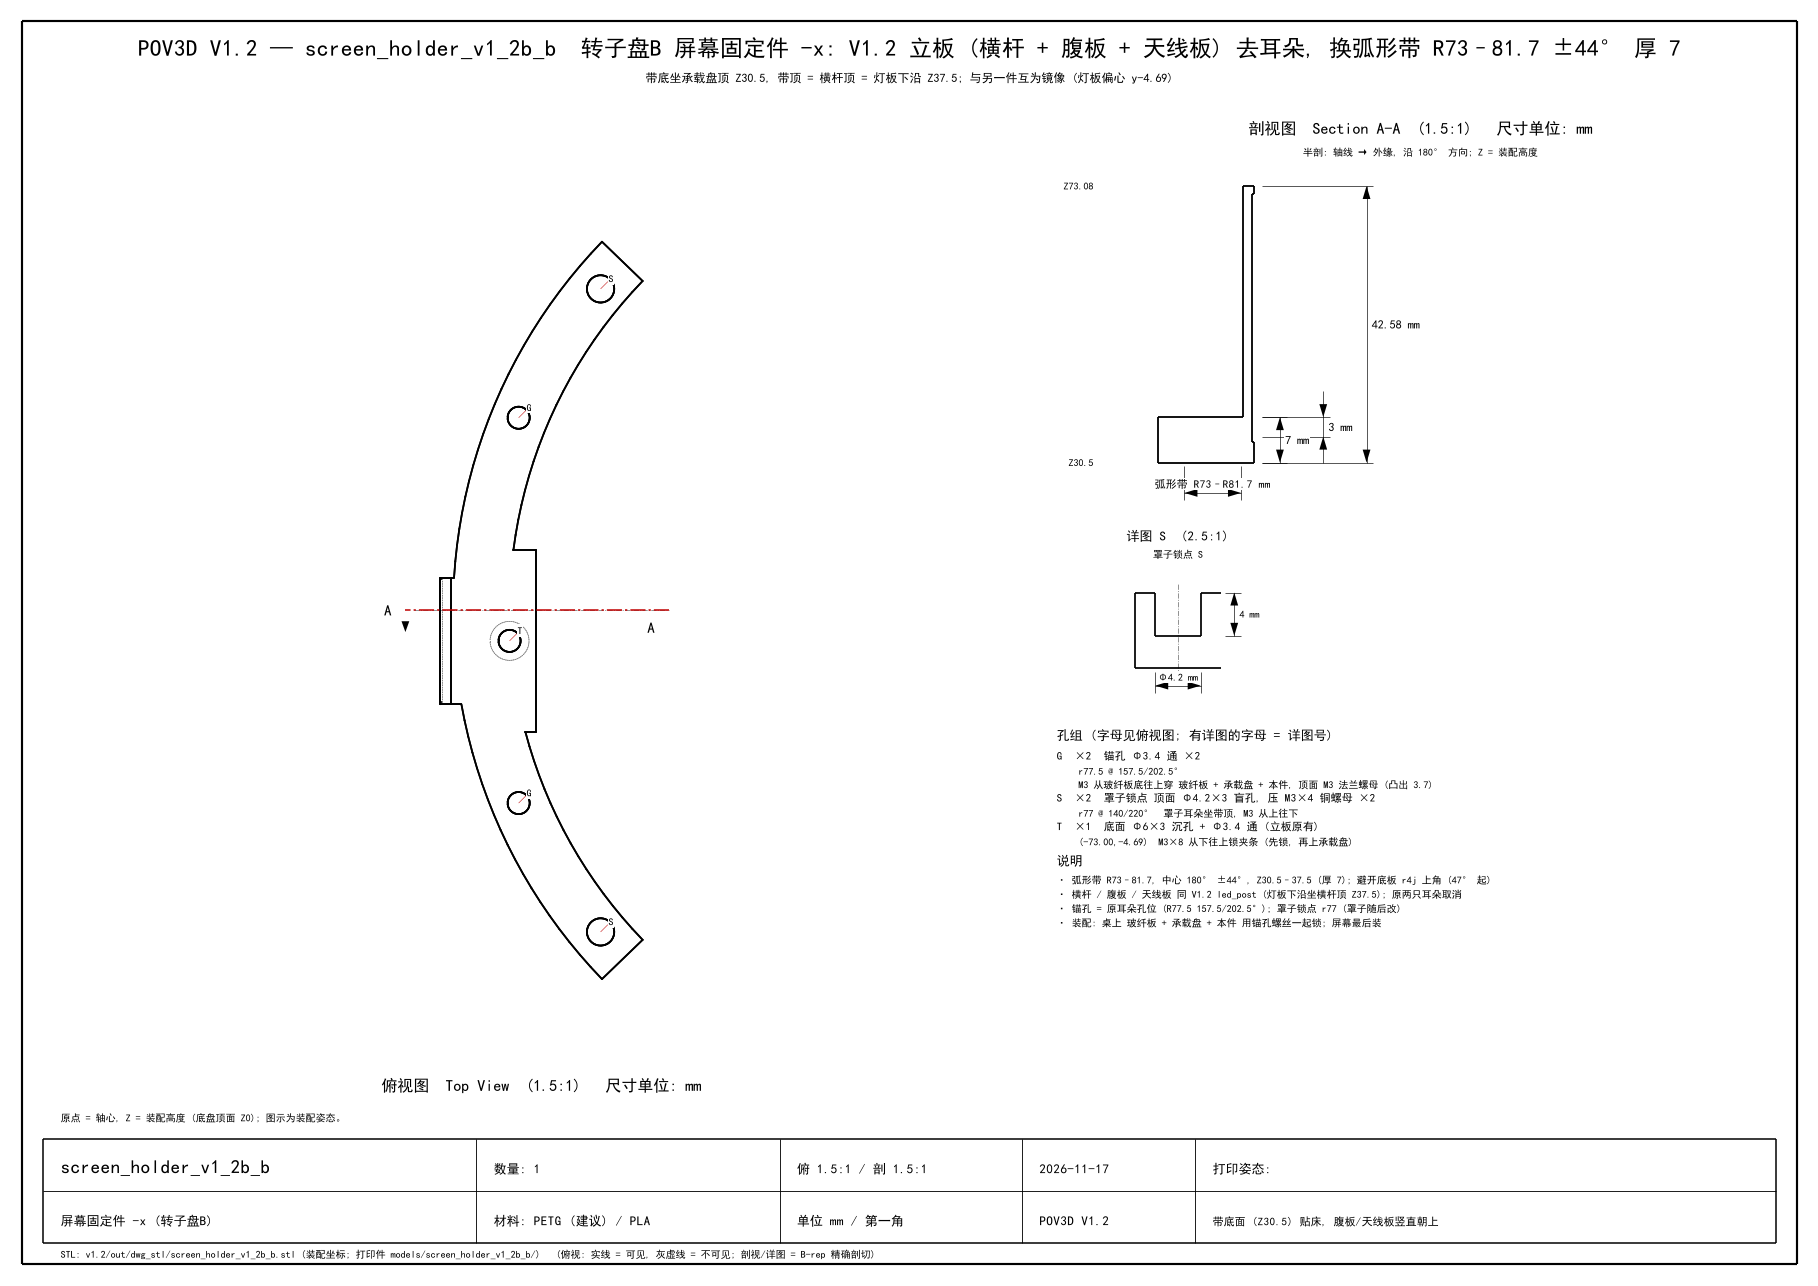 POV3D V1.2 — screen_holder_v1_2b_b  转子盘B 屏幕固定件 -x: V1.2 立板 (横杆 + 腹板 + 天线板) 去耳朵, 换弧形带 R73–81.7 ±44° 厚 7
带底坐承载盘顶 Z30.5, 带顶 = 横杆顶 = 灯板下沿 Z37.5; 与另一件互为镜像 (灯板偏心 y-4.69)
剖视图  Section A-A  (1.5:1)  尺寸单位: mm
半剖: 轴线 → 外缘, 沿 180° 方向; Z = 装配高度
Z73.08
42.58 mm
3 mm
7 mm
Z30.5
弧形带 R73–R81.7 mm
S
G
T
A
A
G
S
详图 S  (2.5:1)
罩子锁点 S
4 mm
Φ4.2 mm
孔组 (字母见俯视图; 有详图的字母 = 详图号)
G  ×2  锚孔 Φ3.4 通 ×2
r77.5 @ 157.5/202.5°
M3 从玻纤板底往上穿 玻纤板 + 承载盘 + 本件, 顶面 M3 法兰螺母 (凸出 3.7)
S  ×2  罩子锁点 顶面 Φ4.2×3 盲孔, 压 M3×4 铜螺母 ×2
r77 @ 140/220°  罩子耳朵坐带顶, M3 从上往下
T  ×1  底面 Φ6×3 沉孔 + Φ3.4 通 (立板原有)
(-73.00,-4.69)  M3×8 从下往上锁夹条 (先锁, 再上承载盘)
说明
· 弧形带 R73–81.7, 中心 180° ±44°, Z30.5–37.5 (厚 7); 避开底板 r4j 上角 (47° 起)
· 横杆 / 腹板 / 天线板 同 V1.2 led_post (灯板下沿坐横杆顶 Z37.5); 原两只耳朵取消
· 锚孔 = 原耳朵孔位 (R77.5 157.5/202.5°); 罩子锁点 r77 (罩子随后改)
· 装配: 桌上 玻纤板 + 承载盘 + 本件 用锚孔螺丝一起锁; 屏幕最后装
俯视图  Top View  (1.5:1)  尺寸单位: mm
原点 = 轴心, Z = 装配高度 (底盘顶面 Z0); 图示为装配姿态。
screen_holder_v1_2b_b
数量: 1
俯 1.5:1 / 剖 1.5:1
2026-11-17
打印姿态:
屏幕固定件 -x (转子盘B)
材料: PETG (建议) / PLA
单位 mm / 第一角
POV3D V1.2
带底面 (Z30.5) 贴床, 腹板/天线板竖直朝上
STL: v1.2/out/dwg_stl/screen_holder_v1_2b_b.stl (装配坐标; 打印件 models/screen_holder_v1_2b_b/)  (俯视: 实线 = 可见, 灰虚线 = 不可见; 剖视/详图 = B-rep 精确剖切)